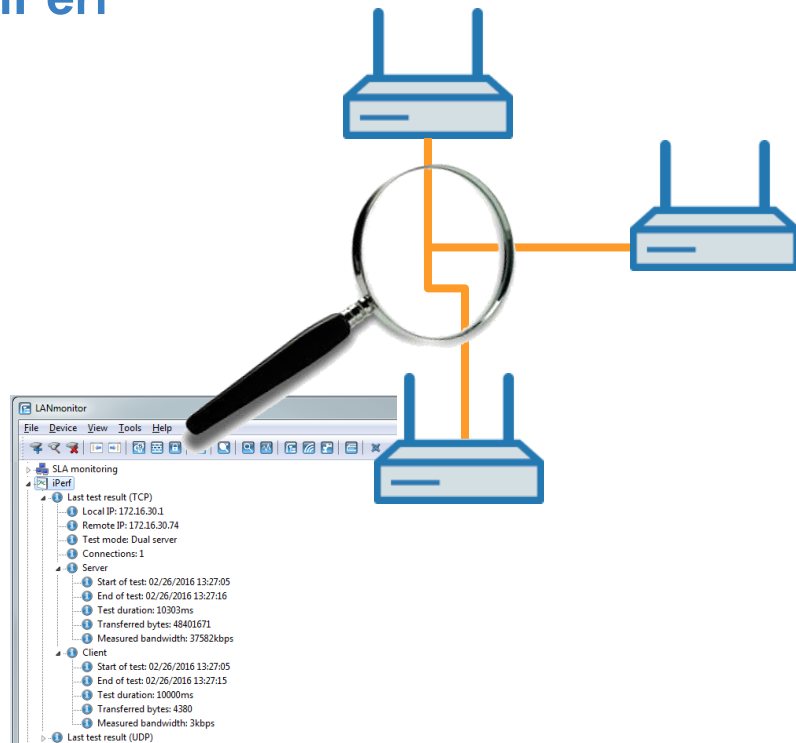 iPerf
LANmonitor
File Device View Tools Help
SLA monitoring
iPerf
Last test result (TCP)
Local IP: 172.16.30.1
Remote IP: 172.16.30.74
Test mode: Dual server
Connections: 1
Server
Start of test: 02/26/2016 13:27:05
End of test: 02/26/2016 13:27:16
Test duration: 10303ms
Transferred bytes: 48401671
Measured bandwidth: 37582kbps
Client
Start of test: 02/26/2016 13:27:05
End of test: 02/26/2016 13:27:15
Test duration: 10000ms
Transferred bytes: 4380
Measured bandwidth: 3kbps
Last test result (UDP)